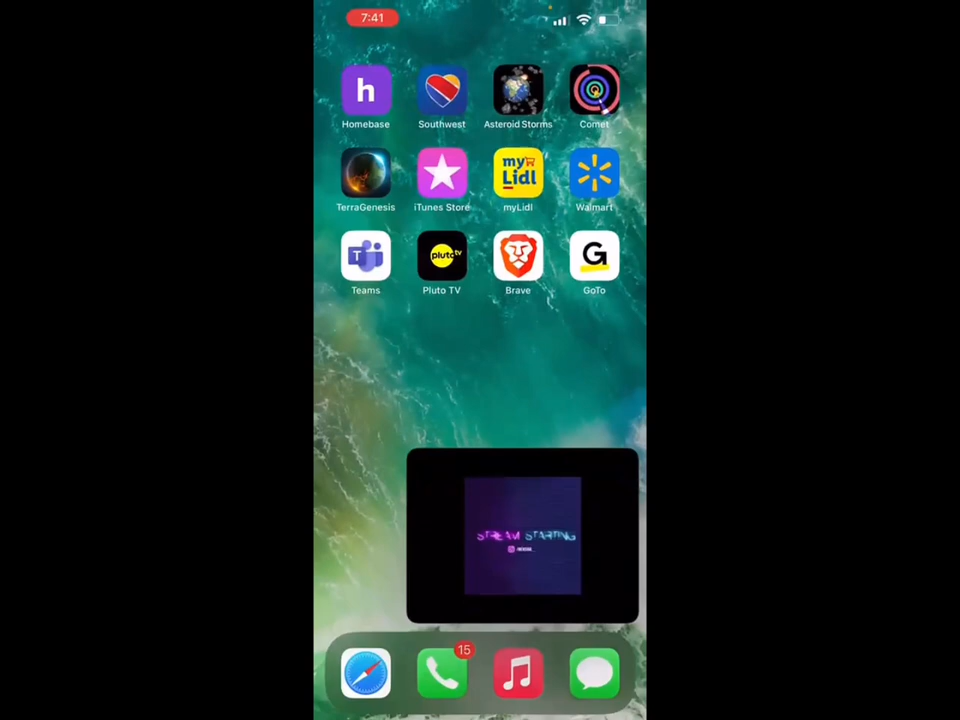 7:41
h
Homebase
Southwest
Asteroid Storms
Comet
TerraGenesis
iTunes Store
my
Lidl
myLidl
Walmart
T
Teams
pluto tv
Pluto TV
Brave
G
GoTo
STREAM STARTING
15